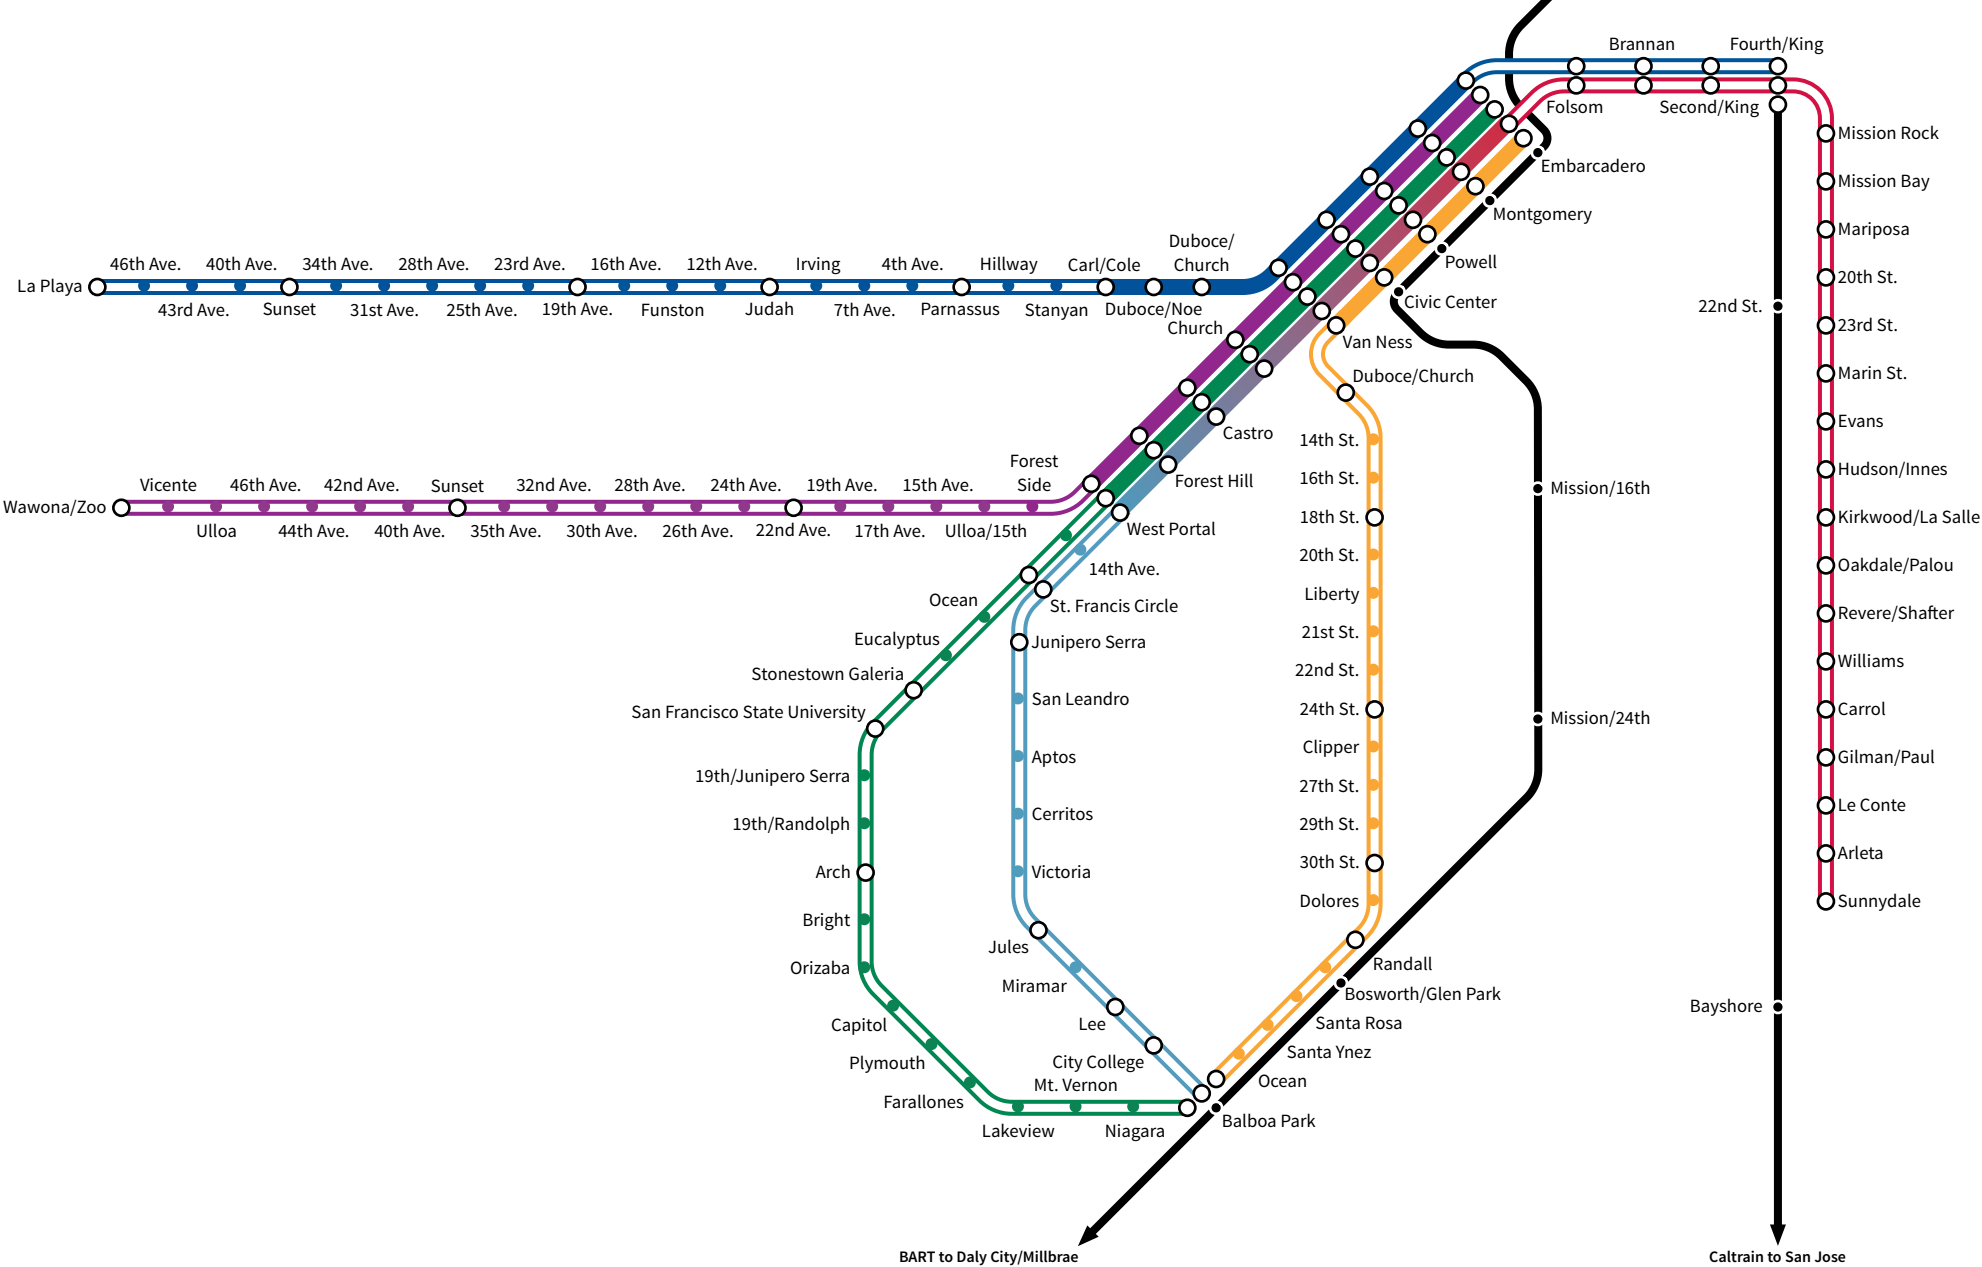 Brannan
Fourth/King
Folsom
Second/King
Mission Rock
Embarcadero
Mission Bay
Montgomery
Mariposa
Duboce/
Church
46th Ave.
40th Ave.
34th Ave.
28th Ave.
23rd Ave.
16th Ave.
12th Ave.
Irving
4th Ave.
Hillway
Carl/Cole
Powell
20th St.
La Playa
43rd Ave.
Sunset
31st Ave.
25th Ave.
19th Ave.
Funston
Judah
7th Ave.
Parnassus
Stanyan
Duboce/Noe
Civic Center
22nd St.
Church
23rd St.
Van Ness
Duboce/Church
Marin St.
Evans
Castro
14th St.
Forest
Side
Hudson/Innes
Forest Hill
16th St.
Vicente
46th Ave.
42nd Ave.
Sunset
32nd Ave.
28th Ave.
24th Ave.
19th Ave.
15th Ave.
Mission/16th
Wawona/Zoo
Ulloa
44th Ave.
40th Ave.
35th Ave.
30th Ave.
26th Ave.
22nd Ave.
17th Ave.
Ulloa/15th
West Portal
18th St.
Kirkwood/La Salle
14th Ave.
20th St.
Oakdale/Palou
Ocean
St. Francis Circle
Liberty
Revere/Shafter
Eucalyptus
Junipero Serra
21st St.
Williams
Stonestown Galeria
22nd St.
San Leandro
24th St.
Carrol
San Francisco State University
Mission/24th
Aptos
Clipper
Gilman/Paul
19th/Junipero Serra
27th St.
Le Conte
19th/Randolph
Cerritos
29th St.
Arleta
Arch
Victoria
30th St.
Dolores
Sunnydale
Bright
Jules
Orizaba
Randall
Miramar
Bosworth/Glen Park
Bayshore
Capitol
Lee
Santa Rosa
Plymouth
City College
Santa Ynez
Mt. Vernon
Ocean
Farallones
Lakeview
Niagara
Balboa Park
BART to Daly City/Millbrae
Caltrain to San Jose